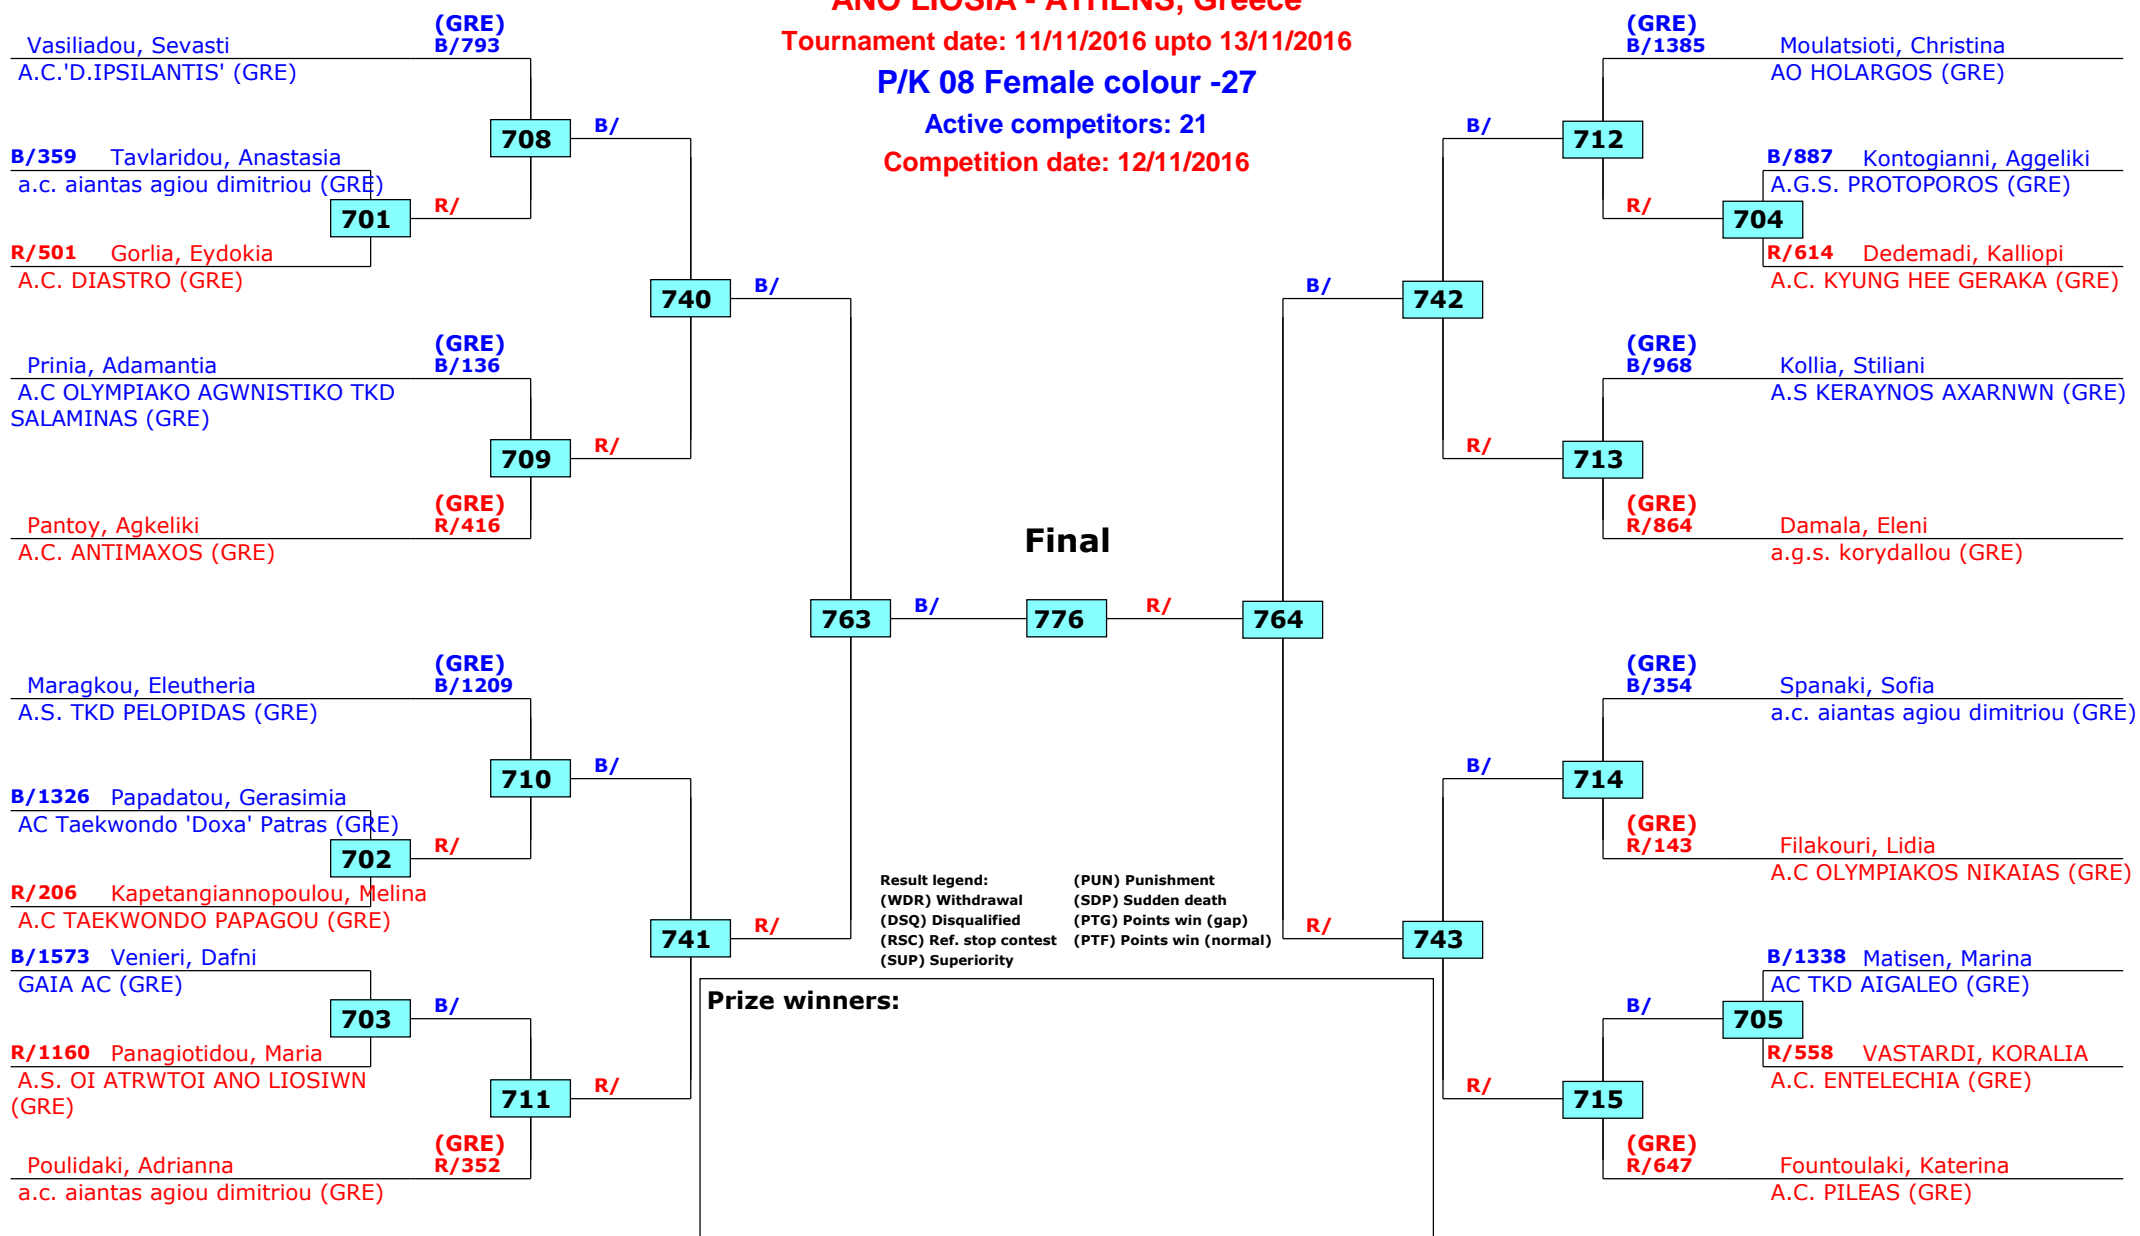 ANO LIOSIA - ATHENS, Greece
Tournament date: 11/11/2016 upto 13/11/2016
P/K 08 Female colour -27
Active competitors: 21
Competition date: 12/11/2016
(GRE)
Vasiliadou, Sevasti B/793
A.C.'D.IPSILANTIS' (GRE)
708
B/
B/359 Tavlaridou, Anastasia
a.c. aiantas agiou dimitriou (GRE)
701
R/
R/501 Gorlia, Eydokia
A.C. DIASTRO (GRE)
740
B/
(GRE)
Prinia, Adamantia B/136
A.C OLYMPIAKO AGWNISTIKO TKD
SALAMINAS (GRE)
709
R/
(GRE)
Pantoy, Agkeliki R/416
A.C. ANTIMAXOS (GRE)
Final
763
B/
776
R/
764
(GRE)
Maragkou, Eleutheria B/1209
A.S. TKD PELOPIDAS (GRE)
710
B/
B/1326 Papadatou, Gerasimia
AC Taekwondo 'Doxa' Patras (GRE)
702
R/
R/206 Kapetangiannopoulou, Melina
A.C TAEKWONDO PAPAGOU (GRE)
741
R/
B/1573 Venieri, Dafni
GAIA AC (GRE)
703
B/
R/1160 Panagiotidou, Maria
A.S. OI ATRWTOI ANO LIOSIWN
(GRE)
711
R/
(GRE)
Poulidaki, Adrianna R/352
a.c. aiantas agiou dimitriou (GRE)
(GRE)
B/1385 Moulatsioti, Christina
AO HOLARGOS (GRE)
B/
712
B/887 Kontogianni, Aggeliki
A.G.S. PROTOPOROS (GRE)
R/
704
R/614 Dedemadi, Kalliopi
A.C. KYUNG HEE GERAKA (GRE)
B/
742
(GRE)
B/968 Kollia, Stiliani
A.S KERAYNOS AXARNWN (GRE)
R/
713
(GRE)
R/864 Damala, Eleni
a.g.s. korydallou (GRE)
(GRE)
B/354 Spanaki, Sofia
a.c. aiantas agiou dimitriou (GRE)
B/
714
(GRE)
R/143 Filakouri, Lidia
A.C OLYMPIAKOS NIKAIAS (GRE)
R/
743
B/1338 Matisen, Marina
AC TKD AIGALEO (GRE)
B/
705
R/558 VASTARDI, KORALIA
A.C. ENTELECHIA (GRE)
R/
715
(GRE)
R/647 Fountoulaki, Katerina
A.C. PILEAS (GRE)
Result legend: (PUN) Punishment
(WDR) Withdrawal (SDP) Sudden death
(DSQ) Disqualified (PTG) Points win (gap)
(RSC) Ref. stop contest (PTF) Points win (normal)
(SUP) Superiority
Prize winners: